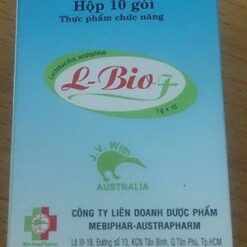 Hộp 10 gói
Thực phẩm chức năng
Lactobacillus acidophilus
L-Bio
1g x 10
J.V. With
AUSTRALIA
CÔNG TY LIÊN DOANH DƯỢC PHẨM
MEBIPHAR-AUSTRAPHARM
Lô III-18, Đường số 13, KCN Tân Bình, Q.Tân Phú, Tp.HCM